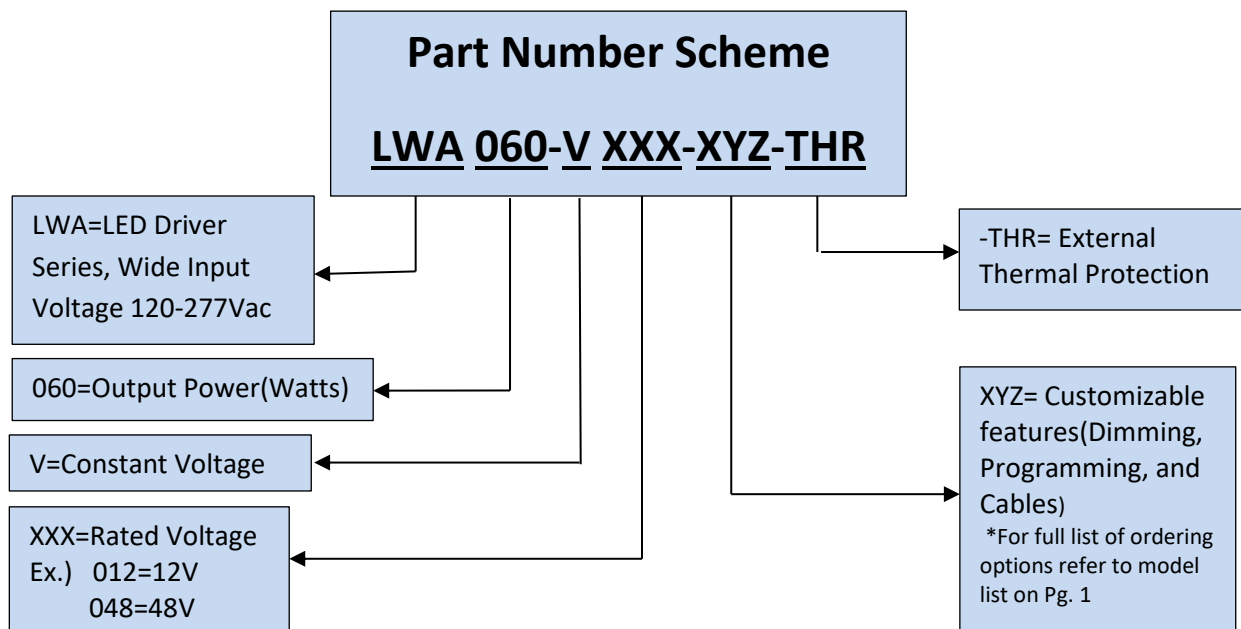 Part Number Scheme
LWA 060-V XXX-XYZ-THR
LWA=LED Driver
Series, Wide Input
Voltage 120-277Vac
060=Output Power(Watts)
V=Constant Voltage
XXX=Rated Voltage
Ex.) 012=12V
048=48V
-THR= External
Thermal Protection
XYZ= Customizable
features(Dimming,
Programming, and
Cables)
*For full list of ordering
options refer to model
list on Pg. 1